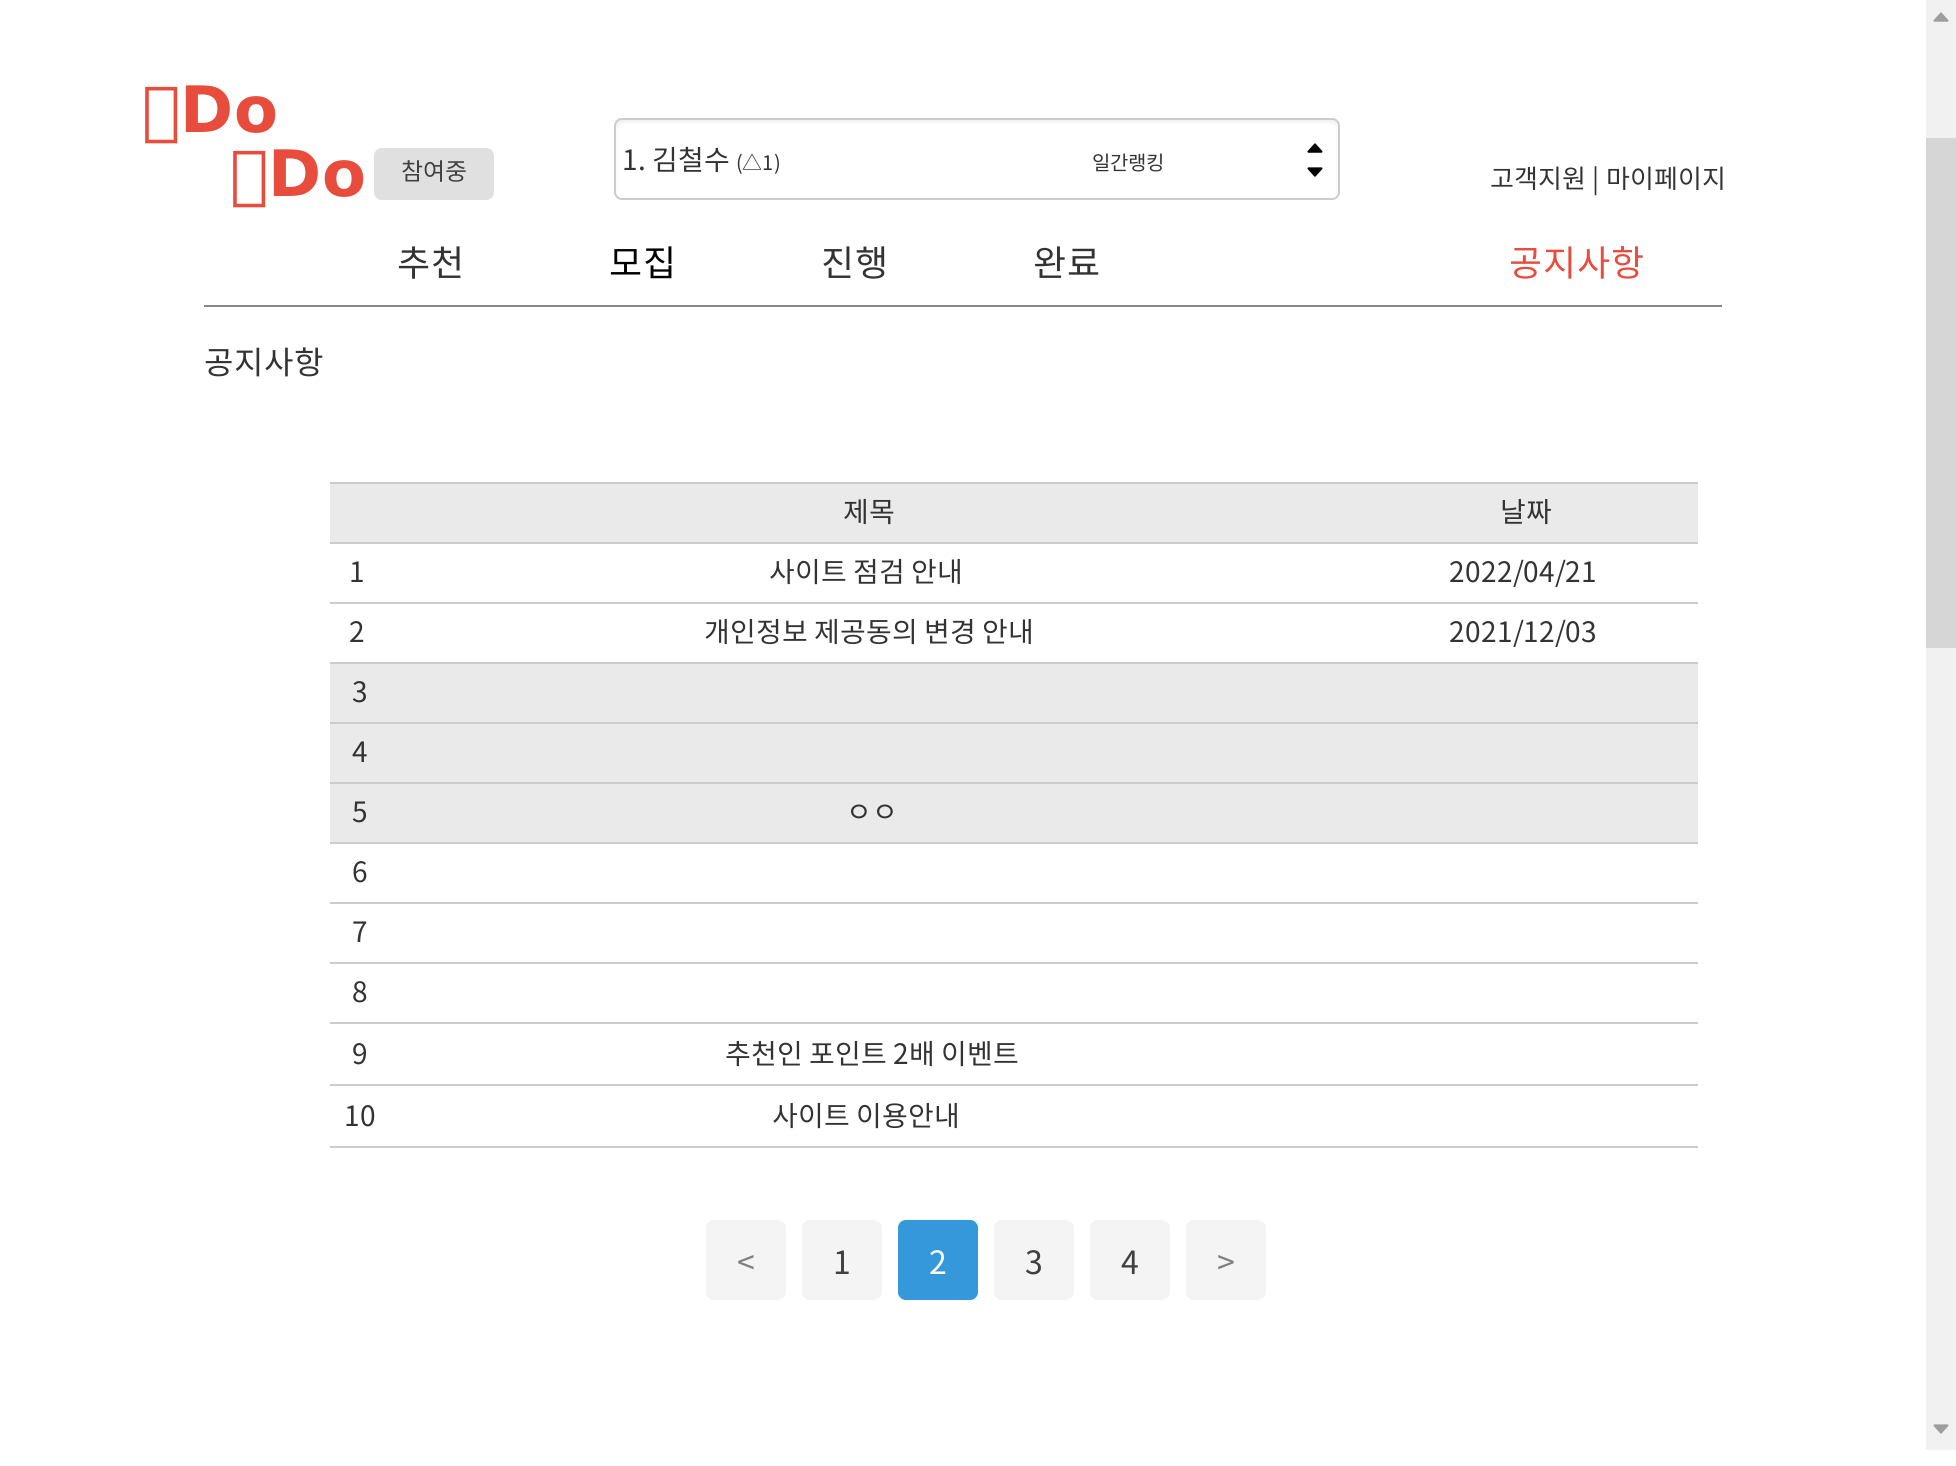 Do
Do
참여중
1. 김철수 (△1) 일간랭킹
고객지원 | 마이페이지
추천 모집 진행 완료 공지사항
공지사항
제목 날짜
1 사이트 점검 안내 2022/04/21
2 개인정보 제공동의 변경 안내 2021/12/03
3
4
5 ㅇㅇ
6
7
8
9 추천인 포인트 2배 이벤트
10 사이트 이용안내
< 1 2 3 4 >